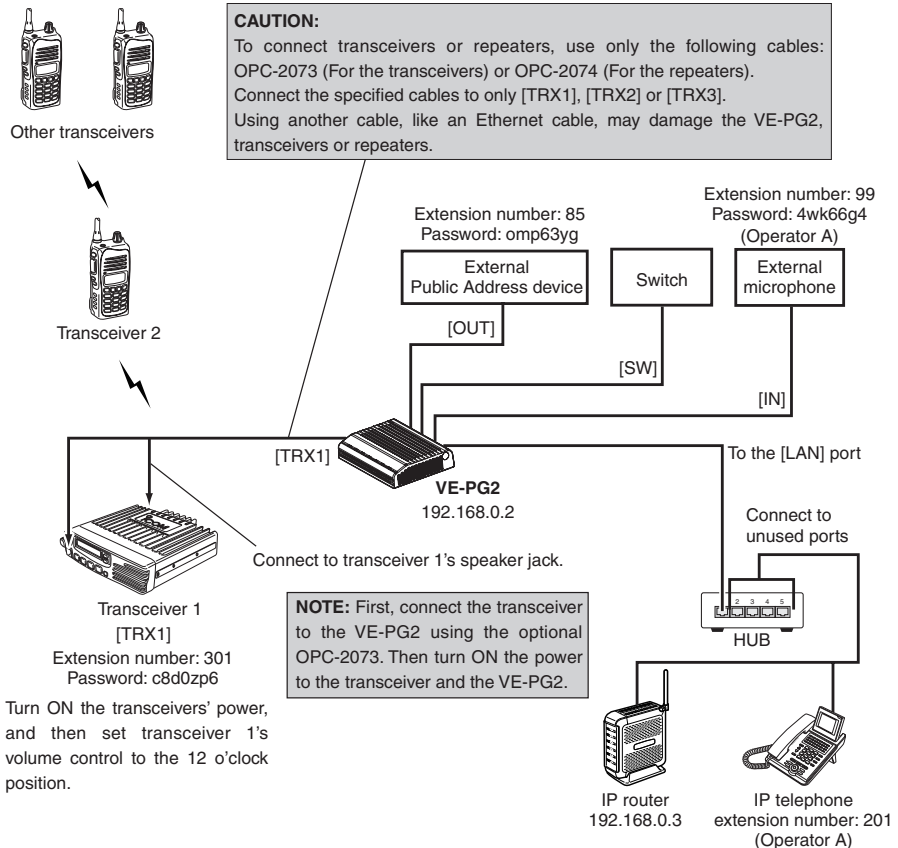 CAUTION:
To connect transceivers or repeaters, use only the following cables:
OPC-2073 (For the transceivers) or OPC-2074 (For the repeaters).
Connect the specified cables to only [TRX1], [TRX2] or [TRX3].
Using another cable, like an Ethernet cable, may damage the VE-PG2,
transceivers or repeaters.
Other transceivers
Transceiver 2
Extension number: 85
Password: omp63yg
External
Public Address device
Switch
Extension number: 99
Password: 4wk66g4
(Operator A)
External
microphone
[OUT]
[SW]
[IN]
[TRX1]
VE-PG2
192.168.0.2
To the [LAN] port
Connect to
unused ports
Connect to transceiver 1's speaker jack.
ICOM
Transceiver 1
[TRX1]
Extension number: 301
Password: c8d0zp6
Turn ON the transceivers' power,
and then set transceiver 1's
volume control to the 12 o'clock
position.
NOTE: First, connect the transceiver
to the VE-PG2 using the optional
OPC-2073. Then turn ON the power
to the transceiver and the VE-PG2.
2 3 4 5
HUB
IP router
192.168.0.3
IP telephone
extension number: 201
(Operator A)